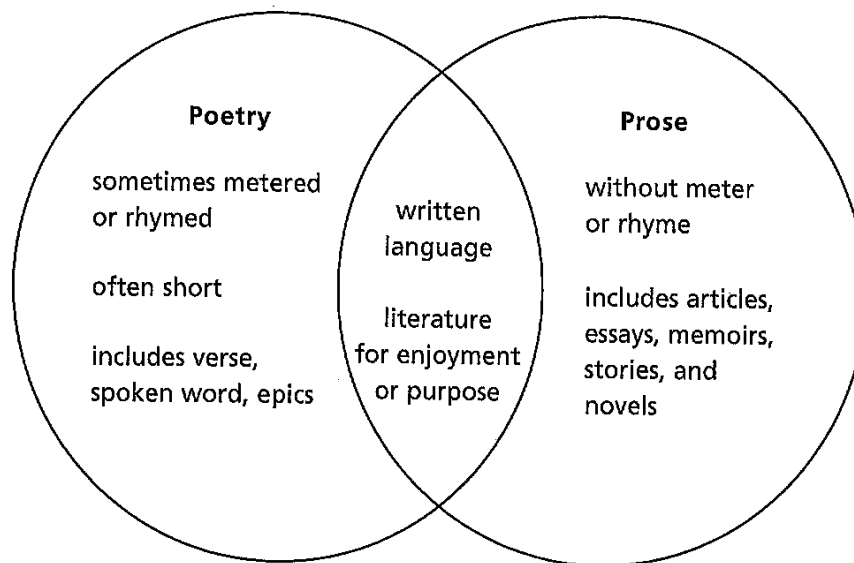 Poetry
sometimes metered
or rhymed
often short
includes verse,
spoken word, epics
written
language
literature
for enjoyment
or purpose
Prose
without meter
or rhyme
includes articles,
essays, memoirs,
stories, and
novels